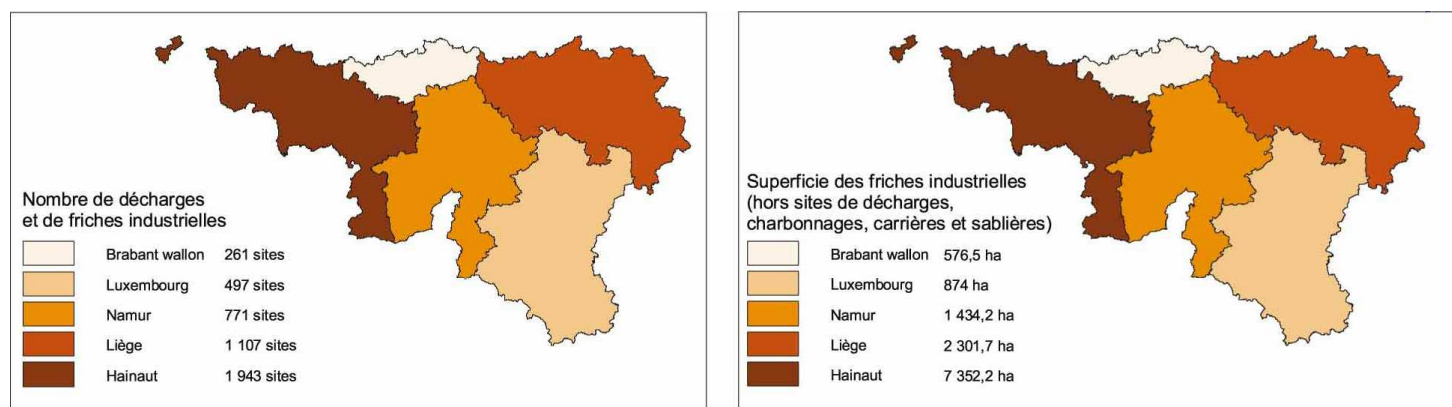 Nombre de décharges
et de friches industrielles
Brabant wallon 261 sites
Luxembourg 497 sites
Namur 771 sites
Liège 1 107 sites
Hainaut 1 943 sites
Superficie des friches industrielles
(hors sites de décharges,
charbonnages, carrières et sablières)
Brabant wallon 576,5 ha
Luxembourg 874 ha
Namur 1 434,2 ha
Liège 2 301,7 ha
Hainaut 7 352,2 ha